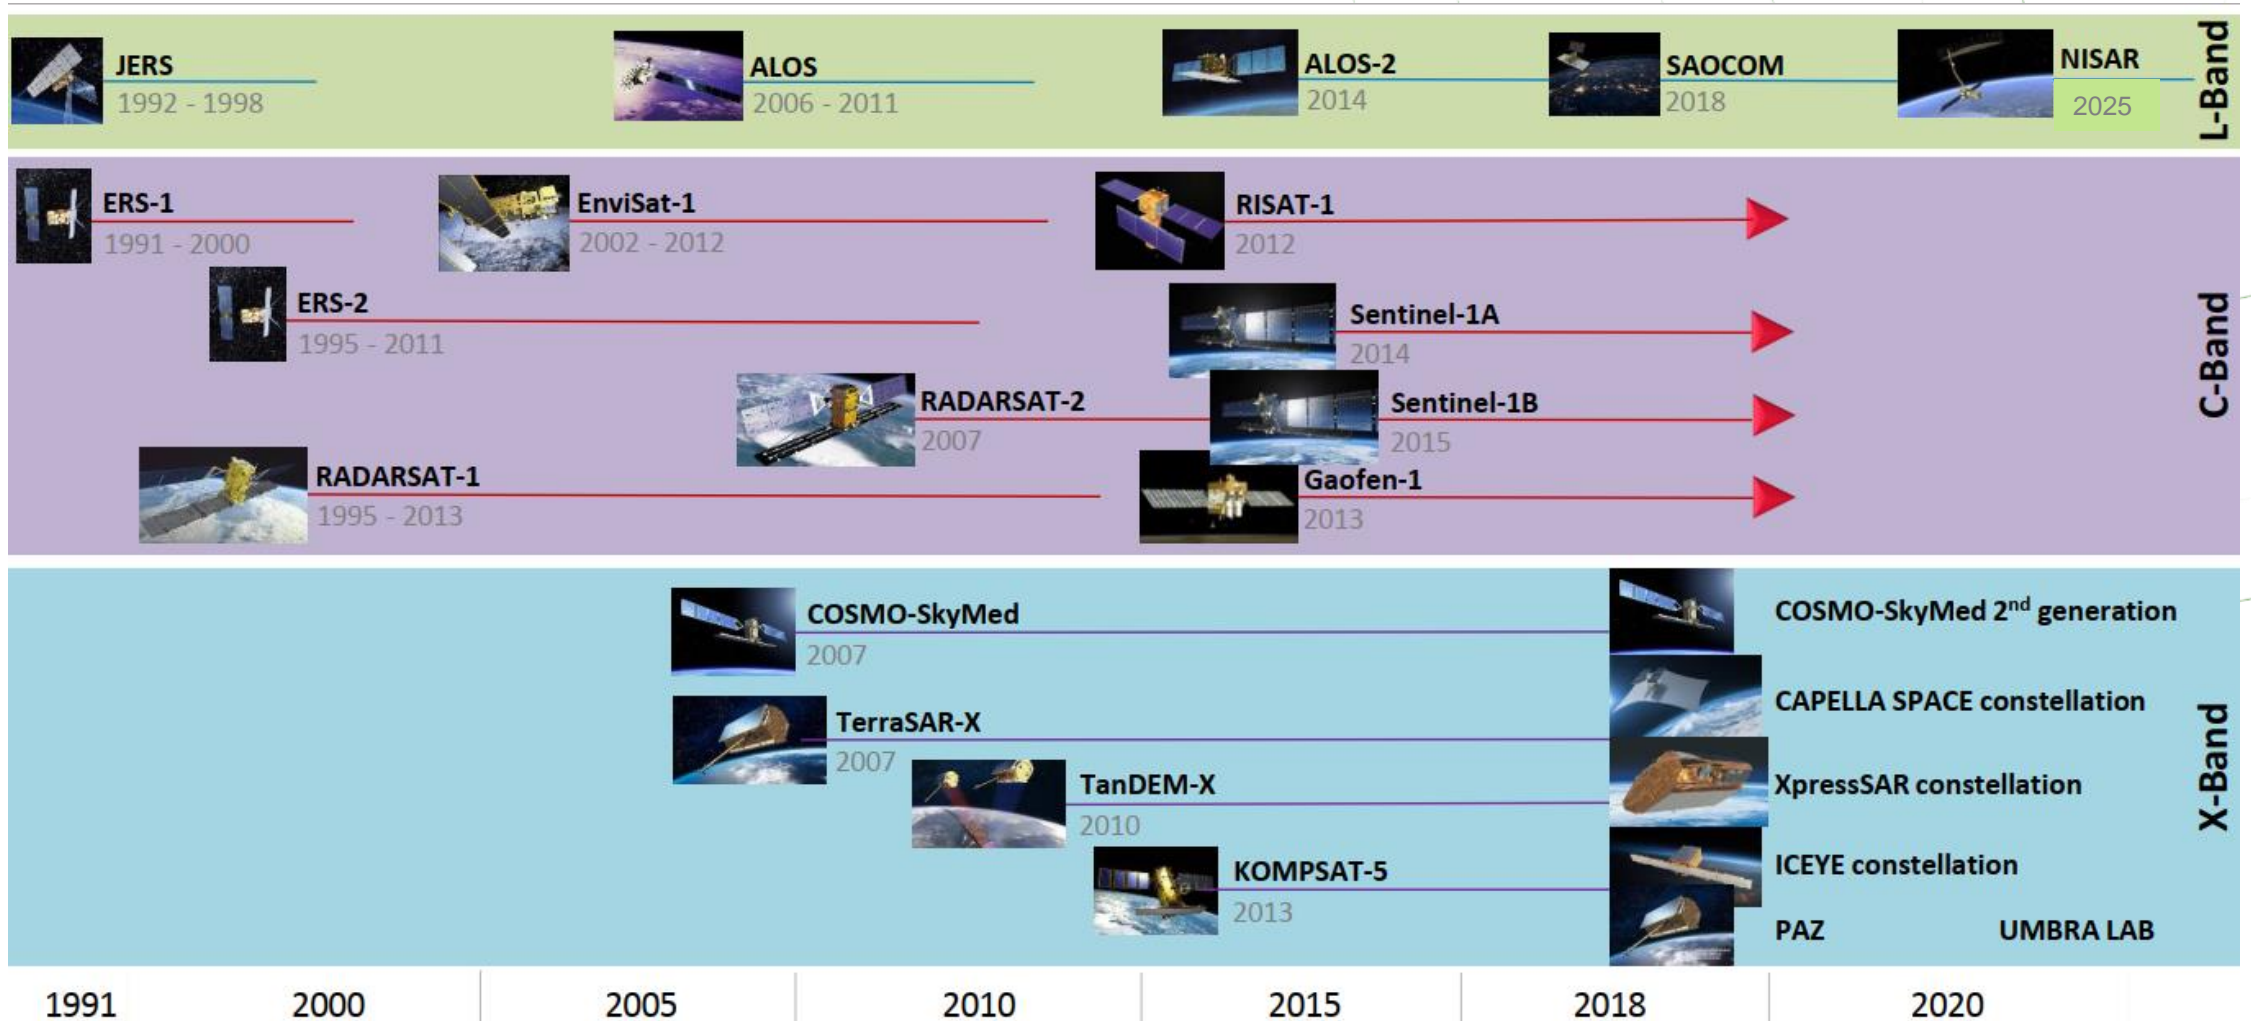 JERS
1992 - 1998
ALOS
2006 - 2011
ALOS-2
2014
SAOCOM
2018
NISAR
2025
L-Band
ERS-1
1991 - 2000
EnviSat-1
2002 - 2012
RISAT-1
2012
ERS-2
1995 - 2011
Sentinel-1A
2014
RADARSAT-2
2007
Sentinel-1B
2015
RADARSAT-1
1995 - 2013
Gaofen-1
2013
C-Band
COSMO-SkyMed
2007
COSMO-SkyMed 2nd generation
TerraSAR-X
2007
CAPELLA SPACE constellation
TanDEM-X
2010
XpressSAR constellation
KOMPSAT-5
2013
ICEYE constellation
PAZ
UMBRA LAB
X-Band
1991 2000 2005 2010 2015 2018 2020